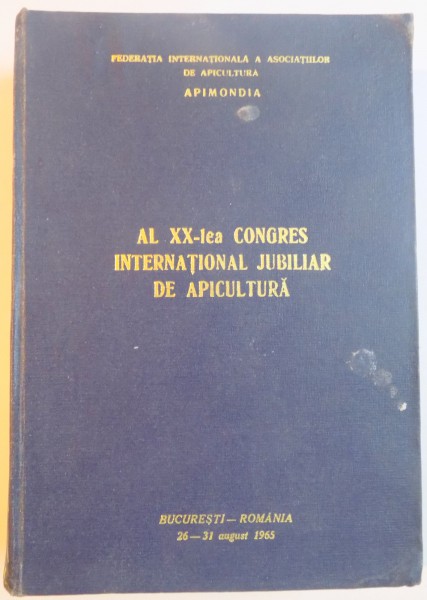 FEDERAȚIA INTERNAȚIONALĂ A ASOCIAȚIILOR
DE APICULTURĂ
APIMONDIA
AL XX-lea CONGRES
INTERNAȚIONAL JUBILIAR
DE APICULTURĂ
BUCUREȘTI — ROMÂNIA
26 — 31 august 1965